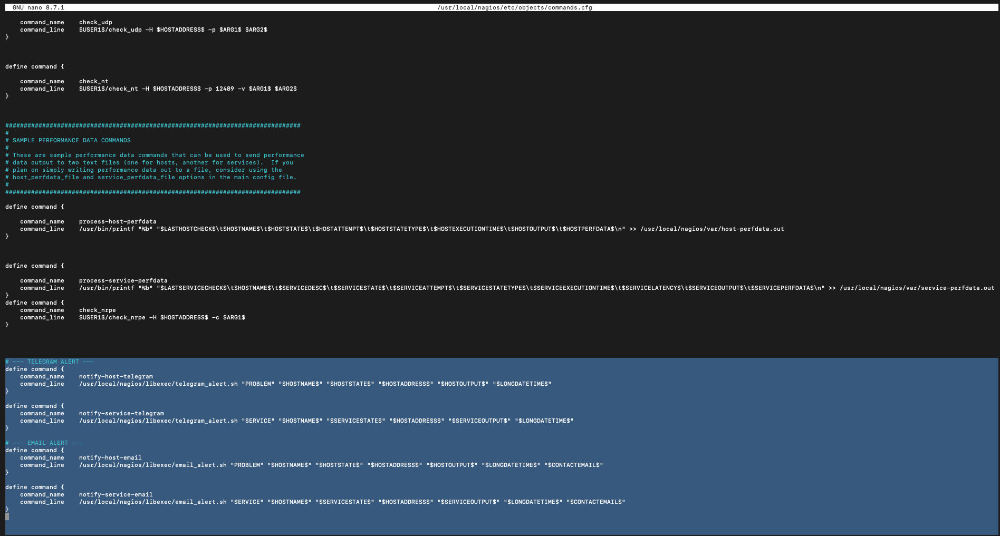 GNU nano 8.7.1 /usr/local/nagios/etc/objects/commands.cfg
command_name check_udp
command_line $USER1$/check_udp -H $HOSTADDRESS$ -p $ARG1$ $ARG2$
}
define command {
command_name check_nt
command_line $USER1$/check_nt -H $HOSTADDRESS$ -p 12489 -v $ARG1$ $ARG2$
}
################################################################################
#
# SAMPLE PERFORMANCE DATA COMMANDS
#
# These are sample performance data commands that can be used to send performance
# data output to two text files (one for hosts, another for services).  If you
# plan on simply writing performance data out to a file, consider using the
# host_perfdata_file and service_perfdata_file options in the main config file.
#
################################################################################
define command {
command_name process-host-perfdata
command_line /usr/bin/printf "%b" "$LASTHOSTCHECK$\t$HOSTNAME$\t$HOSTSTATE$\t$HOSTATTEMPT$\t$HOSTSTATETYPE$\t$HOSTEXECUTIONTIME$\t$HOSTOUTPUT$\t$HOSTPERFDATA$\n" >> /usr/local/nagios/var/host-perfdata.out
}
define command {
command_name process-service-perfdata
command_line /usr/bin/printf "%b" "$LASTSERVICECHECK$\t$HOSTNAME$\t$SERVICEDESC$\t$SERVICESTATE$\t$SERVICEATTEMPT$\t$SERVICESTATETYPE$\t$SERVICEEXECUTIONTIME$\t$SERVICELATENCY$\t$SERVICEOUTPUT$\t$SERVICEPERFDATA$\n" >> /usr/local/nagios/var/service-perfdata.out
}
define command {
command_name check_nrpe
command_line $USER1$/check_nrpe -H $HOSTADDRESS$ -c $ARG1$
}
# --- TELEGRAM ALERT ---
define command {
command_name notify-host-telegram
command_line /usr/local/nagios/libexec/telegram_alert.sh "PROBLEM" "$HOSTNAME$" "$HOSTSTATE$" "$HOSTADDRESS$" "$HOSTOUTPUT$" "$LONGDATETIME$"
}
define command {
command_name notify-service-telegram
command_line /usr/local/nagios/libexec/telegram_alert.sh "SERVICE" "$HOSTNAME$" "$SERVICESTATE$" "$HOSTADDRESS$" "$SERVICEOUTPUT$" "$LONGDATETIME$"
}
# --- EMAIL ALERT ---
define command {
command_name notify-host-email
command_line /usr/local/nagios/libexec/email_alert.sh "PROBLEM" "$HOSTNAME$" "$HOSTSTATE$" "$HOSTADDRESS$" "$HOSTOUTPUT$" "$LONGDATETIME$" "$CONTACTEMAIL$"
}
define command {
command_name notify-service-email
command_line /usr/local/nagios/libexec/email_alert.sh "SERVICE" "$HOSTNAME$" "$SERVICESTATE$" "$HOSTADDRESS$" "$SERVICEOUTPUT$" "$LONGDATETIME$" "$CONTACTEMAIL$"
}